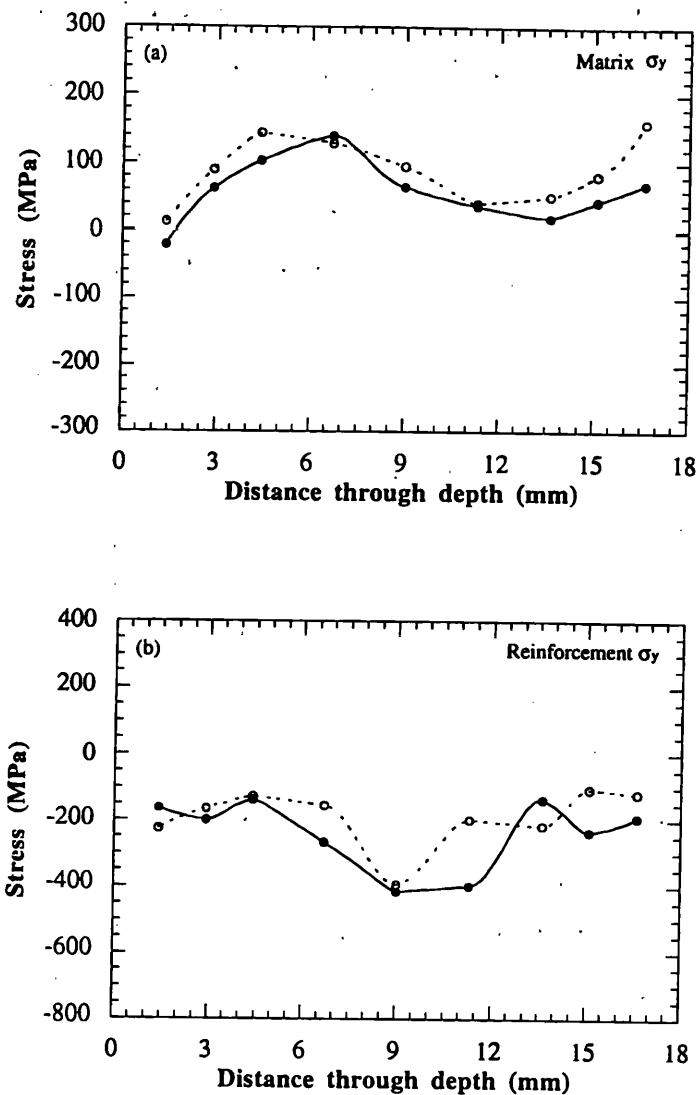 300
(a)
Matrix σy
200
100
0
-100
-200
-300
Stress (MPa)
0 3 6 9 12 15 18
Distance through depth (mm)
400
(b)
Reinforcement σy
200
0
-200
-400
-600
-800
Stress (MPa)
0 3 6 9 12 15 18
Distance through depth (mm)